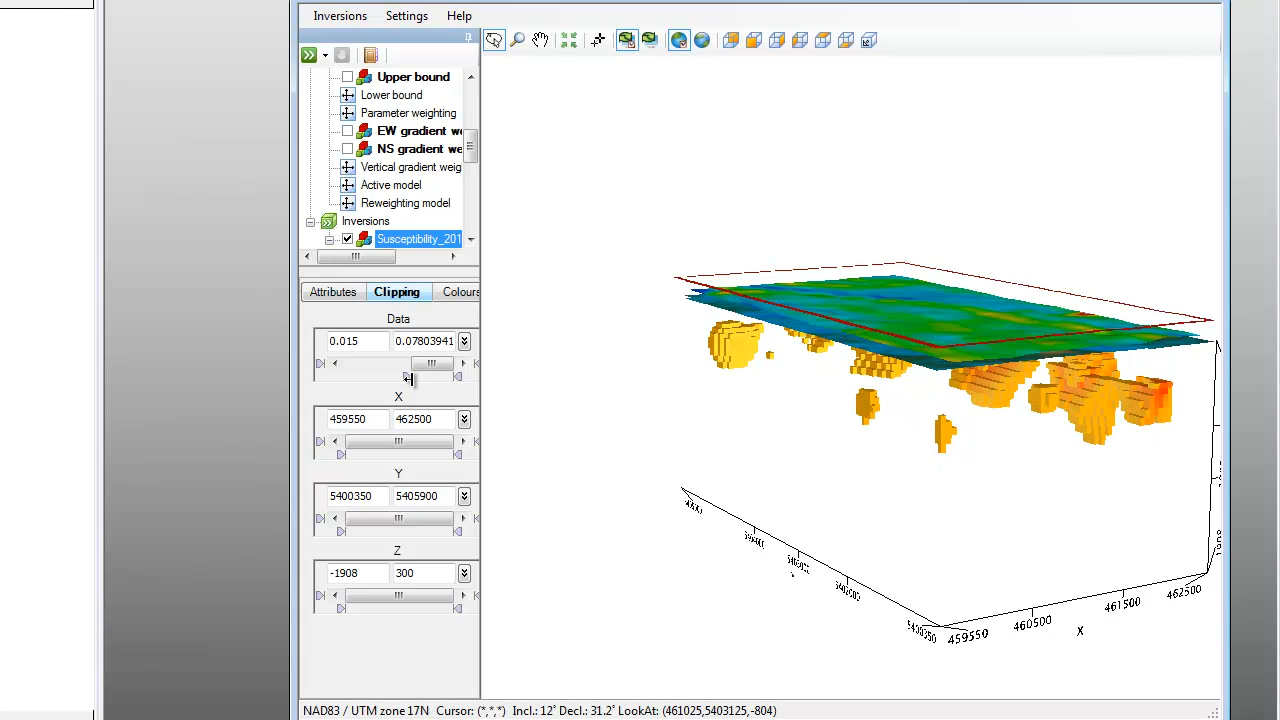 Inversions Settings Help
Upper bound
Lower bound
Parameter weighting
EW gradient we
NS gradient we
Vertical gradient weig
Active model
Reweighting model
Inversions
Susceptibility_201
Attributes Clipping Colours
Data
0.015 0.07803941
X
459550 462500
Y
5400350 5405900
Z
-1908 300
5400350
459550
460500
461500
462500
X
NAD83 / UTM zone 17N Cursor: (*,*,*) Incl.: 12° Decl.: 31.2° LookAt: (461025,5403125,-804)